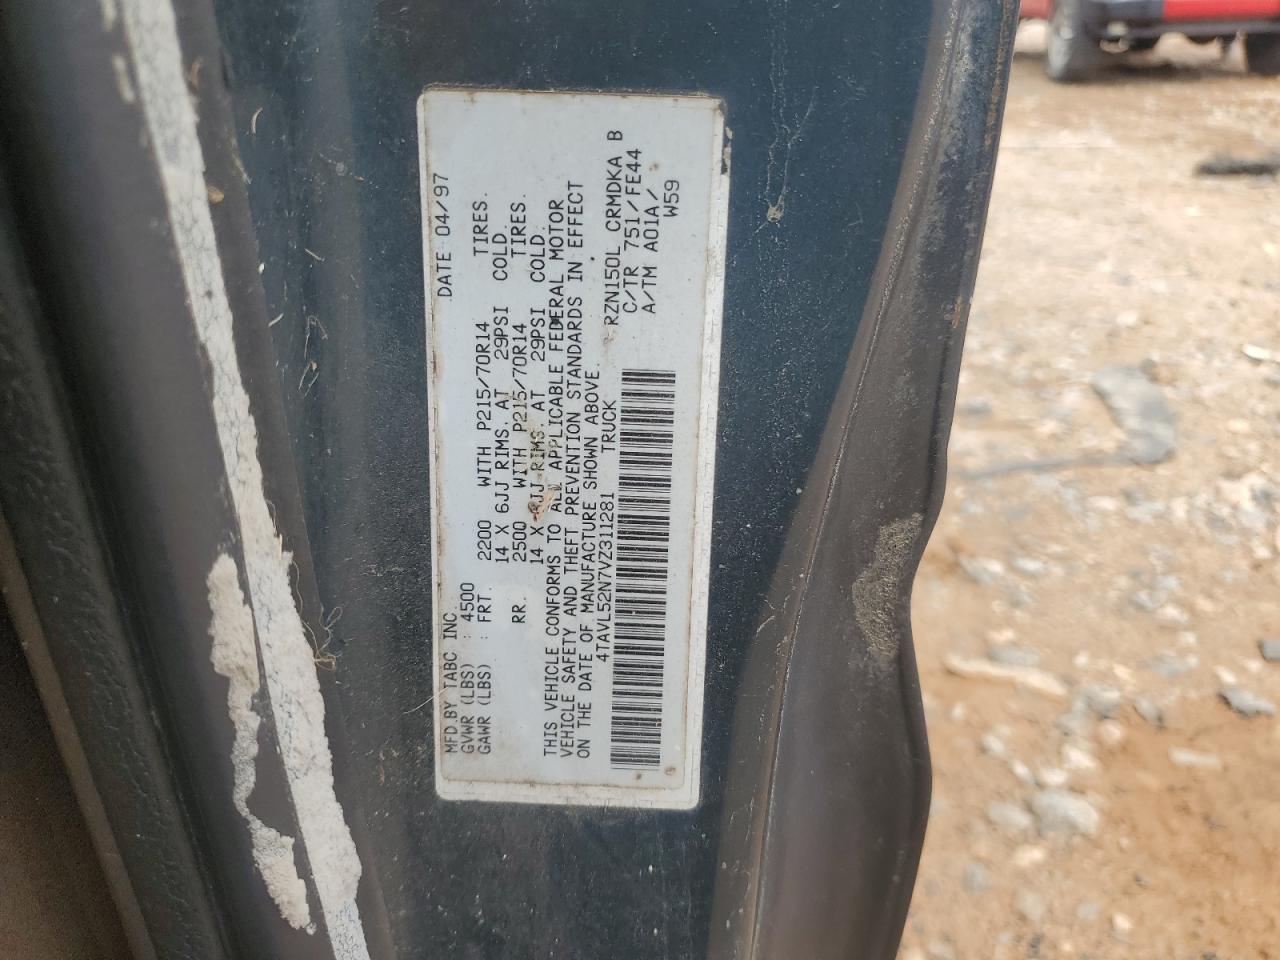 MFD.BY TABC INC. DATE 04/97
GVWR (LBS) : 4500
GAWR (LBS) : FRT. 2200 WITH P215/70R14 TIRES.
14 X 6JJ RIMS, AT 29PSI COLD.
RR. 2500 WITH P215/70R14 TIRES.
14 X 6JJ RIMS, AT 29PSI COLD.
THIS VEHICLE CONFORMS TO ALL APPLICABLE FEDERAL MOTOR
VEHICLE SAFETY AND THEFT PREVENTION STANDARDS IN EFFECT
ON THE DATE OF MANUFACTURE SHOWN ABOVE.
4TAVL52N7VZ311281 TRUCK RZN150L CRMDKA B
C/TR 751/FE44
A/TM A01A/
W59